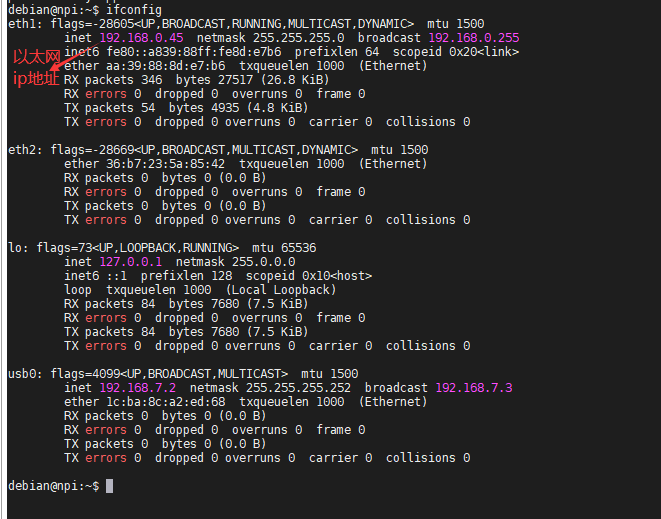 debian@npi:~$ ifconfig
eth1: flags=-28605<UP,BROADCAST,RUNNING,MULTICAST,DYNAMIC>  mtu 1500
inet 192.168.0.45  netmask 255.255.255.0  broadcast 192.168.0.255
inet6 fe80::a839:88ff:fe8d:e7b6  prefixlen 64  scopeid 0x20<link>
以太网
ether aa:39:88:8d:e7:b6  txqueuelen 1000  (Ethernet)
ip地址
RX packets 346  bytes 27517 (26.8 KiB)
RX errors 0  dropped 0 overruns 0  frame 0
TX packets 54  bytes 4935 (4.8 KiB)
TX errors 0  dropped 0 overruns 0  carrier 0  collisions 0
eth2: flags=-28669<UP,BROADCAST,MULTICAST,DYNAMIC>  mtu 1500
ether 36:b7:23:5a:85:42  txqueuelen 1000  (Ethernet)
RX packets 0  bytes 0 (0.0 B)
RX errors 0  dropped 0 overruns 0  frame 0
TX packets 0  bytes 0 (0.0 B)
TX errors 0  dropped 0 overruns 0  carrier 0  collisions 0
lo: flags=73<UP,LOOPBACK,RUNNING>  mtu 65536
inet 127.0.0.1  netmask 255.0.0.0
inet6 ::1  prefixlen 128  scopeid 0x10<host>
loop  txqueuelen 1000  (Local Loopback)
RX packets 84  bytes 7680 (7.5 KiB)
RX errors 0  dropped 0 overruns 0  frame 0
TX packets 84  bytes 7680 (7.5 KiB)
TX errors 0  dropped 0 overruns 0  carrier 0  collisions 0
usb0: flags=4099<UP,BROADCAST,MULTICAST>  mtu 1500
inet 192.168.7.2  netmask 255.255.255.252  broadcast 192.168.7.3
ether 1c:ba:8c:a2:ed:68  txqueuelen 1000  (Ethernet)
RX packets 0  bytes 0 (0.0 B)
RX errors 0  dropped 0 overruns 0  frame 0
TX packets 0  bytes 0 (0.0 B)
TX errors 0  dropped 0 overruns 0  carrier 0  collisions 0
debian@npi:~$